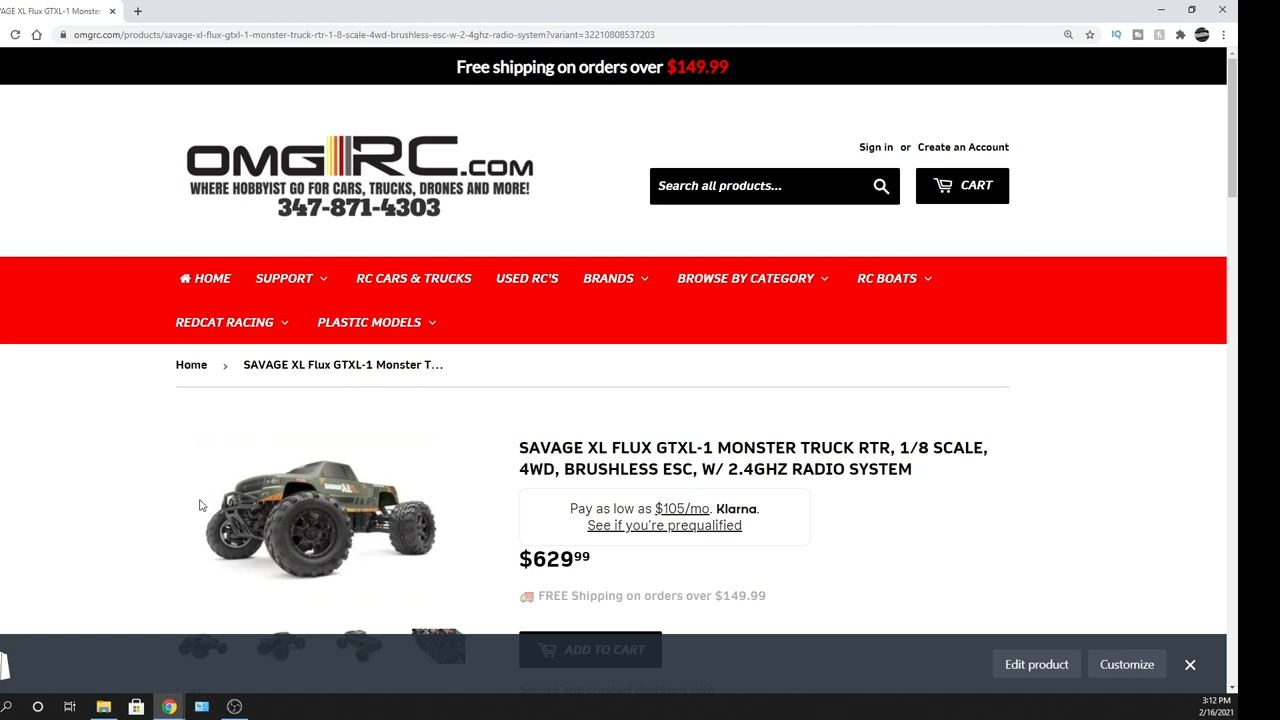 AGE XL Flux GTXL-1 Monster
omgrc.com/products/savage-xl-flux-gtxl-1-monster-truck-rtr-1-8-scale-4wd-brushless-esc-w-2-4ghz-radio-system?variant=32210808537203
IQ
Free shipping on orders over $149.99
OMGRC.COM
WHERE HOBBYIST GO FOR CARS, TRUCKS, DRONES AND MORE!
347-871-4303
Sign in or Create an Account
Search all products...
CART
HOME
SUPPORT
RC CARS & TRUCKS
USED RC'S
BRANDS
BROWSE BY CATEGORY
RC BOATS
REDCAT RACING
PLASTIC MODELS
Home › SAVAGE XL Flux GTXL-1 Monster T...
SAVAGE XL FLUX GTXL-1 MONSTER TRUCK RTR, 1/8 SCALE,
4WD, BRUSHLESS ESC, W/ 2.4GHZ RADIO SYSTEM
Pay as low as $105/mo. Klarna.
See if you're prequalified
$629.99
FREE Shipping on orders over $149.99
ADD TO CART
Secure and trusted checkout with
Edit product
Customize
3:12 PM
2/16/2021